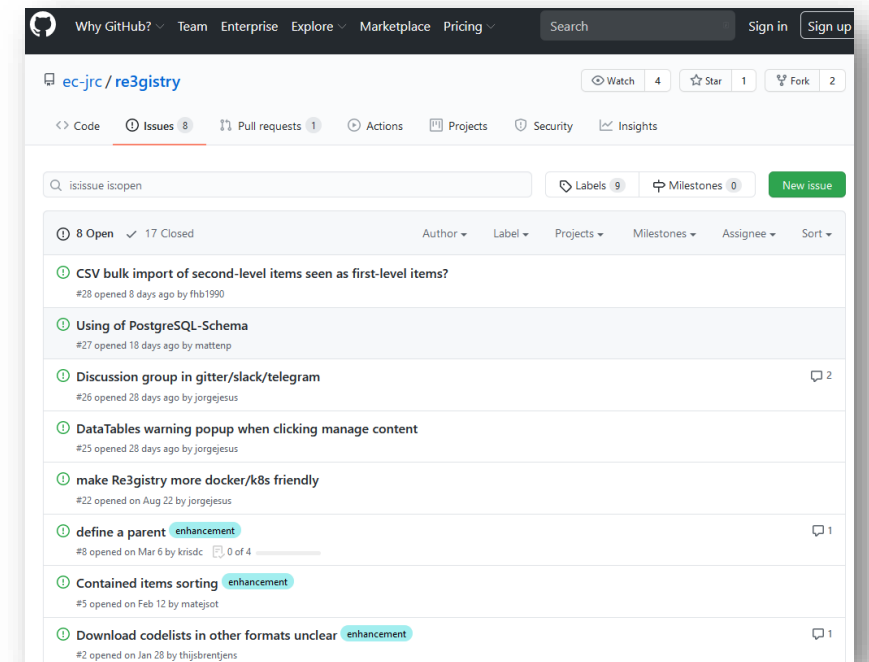 Why GitHub? Team Enterprise Explore Marketplace Pricing Search Sign in Sign up
ec-jrc / re3gistry Watch 4 Star 1 Fork 2
Code Issues 8 Pull requests 1 Actions Projects Security Insights
is:issue is:open Labels 9 Milestones 0 New issue
8 Open 17 Closed Author Label Projects Milestones Assignee Sort
CSV bulk import of second-level items seen as first-level items?
#28 opened 8 days ago by fhb1990
Using of PostgreSQL-Schema
#27 opened 18 days ago by mattenp
Discussion group in gitter/slack/telegram 2
#26 opened 28 days ago by jorgejesus
DataTables warning popup when clicking manage content
#25 opened 28 days ago by jorgejesus
make Re3gistry more docker/k8s friendly
#22 opened on Aug 22 by jorgejesus
define a parent enhancement 1
#8 opened on Mar 6 by krisdc 0 of 4
Contained items sorting enhancement
#5 opened on Feb 12 by matejsot
Download codelists in other formats unclear enhancement 1
#2 opened on Jan 28 by thijsbrentjens